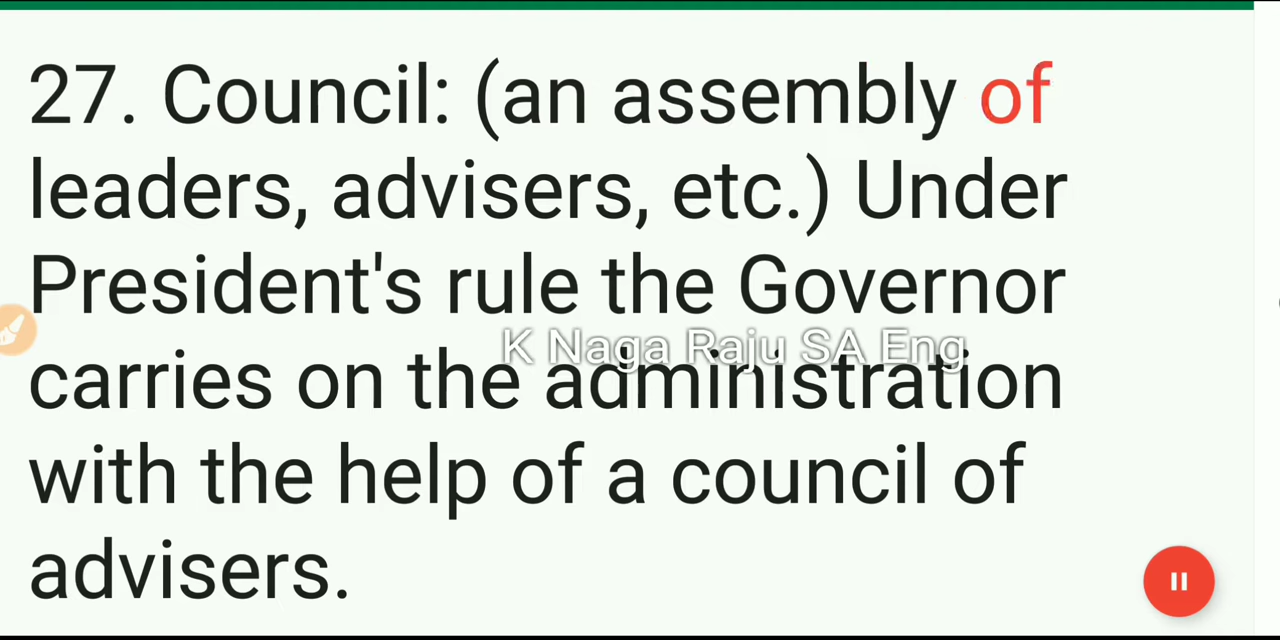 27. Council: (an assembly of
leaders, advisers, etc.) Under
President's rule the Governor
K Naga Raju SA Eng
carries on the administration
with the help of a council of
advisers.